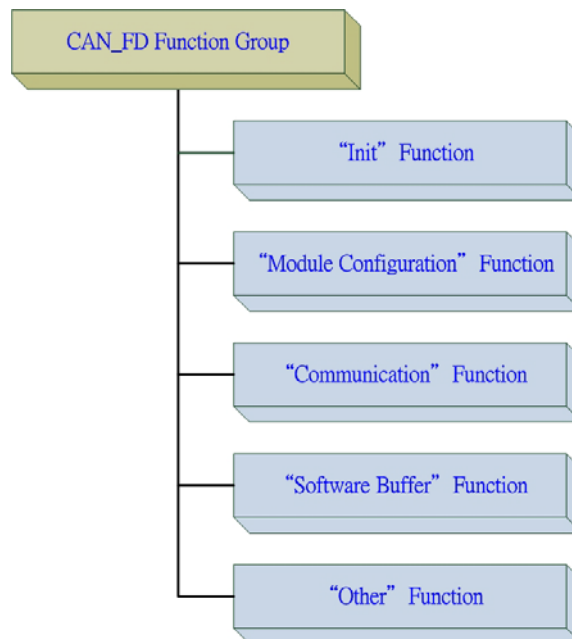 CAN_FD Function Group
“Init” Function
“Module Configuration” Function
“Communication” Function
“Software Buffer” Function
“Other” Function